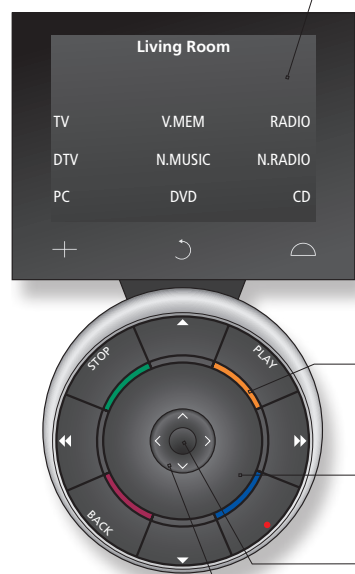 Living Room
TV V.MEM RADIO
DTV N.MUSIC N.RADIO
PC DVD CD
STOP PLAY
BACK